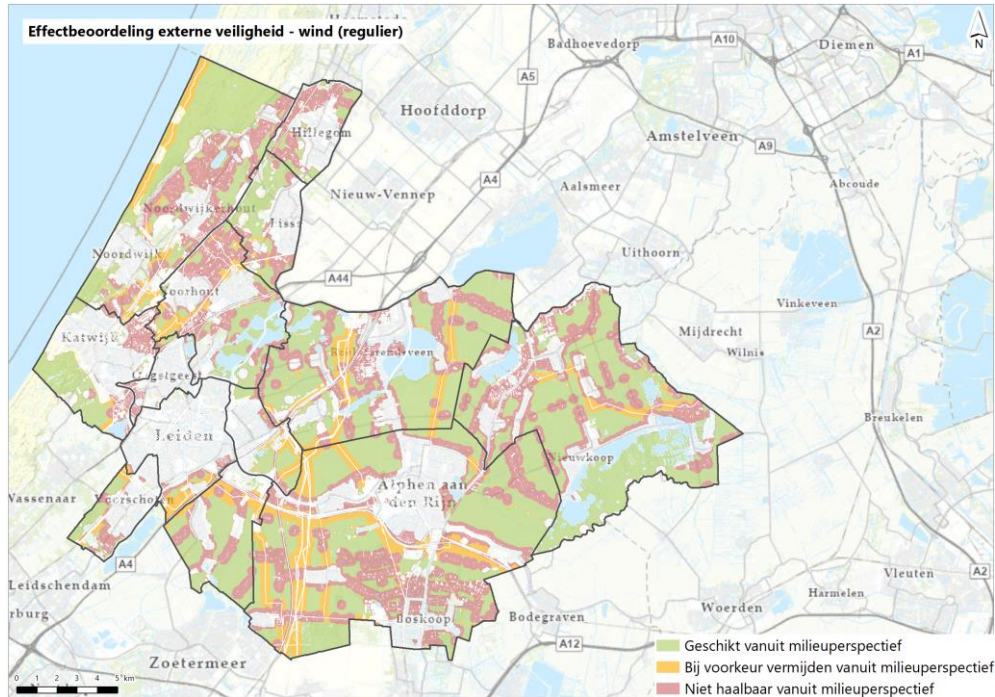 Effectbeoordeling externe veiligheid - wind (regulier)
N
Badhoevedorp
A10
Diemen
A1
A5
Hoofddorp
Hillegom
Amstelveen
A9
A4
Nieuw-Vennep
Aalsmeer
Abcoude
Noordwijkerhout
Lisse
Noordwijk
Uithoorn
Voorhout
A44
Vinkeveen
Katwijk
Mijdrecht
A2
Wilnis
Oegstgeest
Breukelen
Leiden
Nieuwkoop
Alphen aan
den Rijn
Wassenaar
Voorschoten
A4
Leidschendam
Vleuten
A2
Harmelen
rburg
Woerden
Boskoop
Bodegraven
A12
Zoetermeer
Geschikt vanuit milieuperspectief
Bij voorkeur vermijden vanuit milieuperspectief
Niet haalbaar vanuit milieuperspectief
0 1 2 3 4 5 km